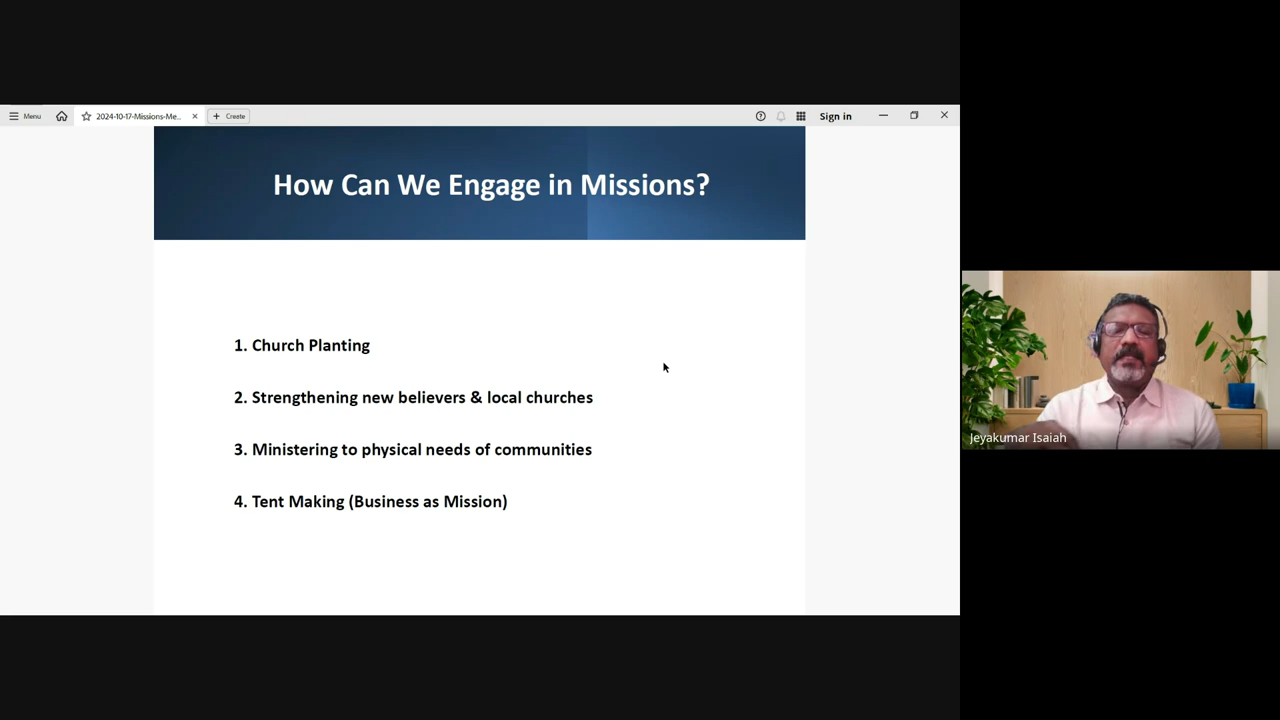 Menu
2024-10-17-Missions-Me...
Create
Sign in
How Can We Engage in Missions?
1. Church Planting
2. Strengthening new believers & local churches
3. Ministering to physical needs of communities
4. Tent Making (Business as Mission)
Jeyakumar Isaiah